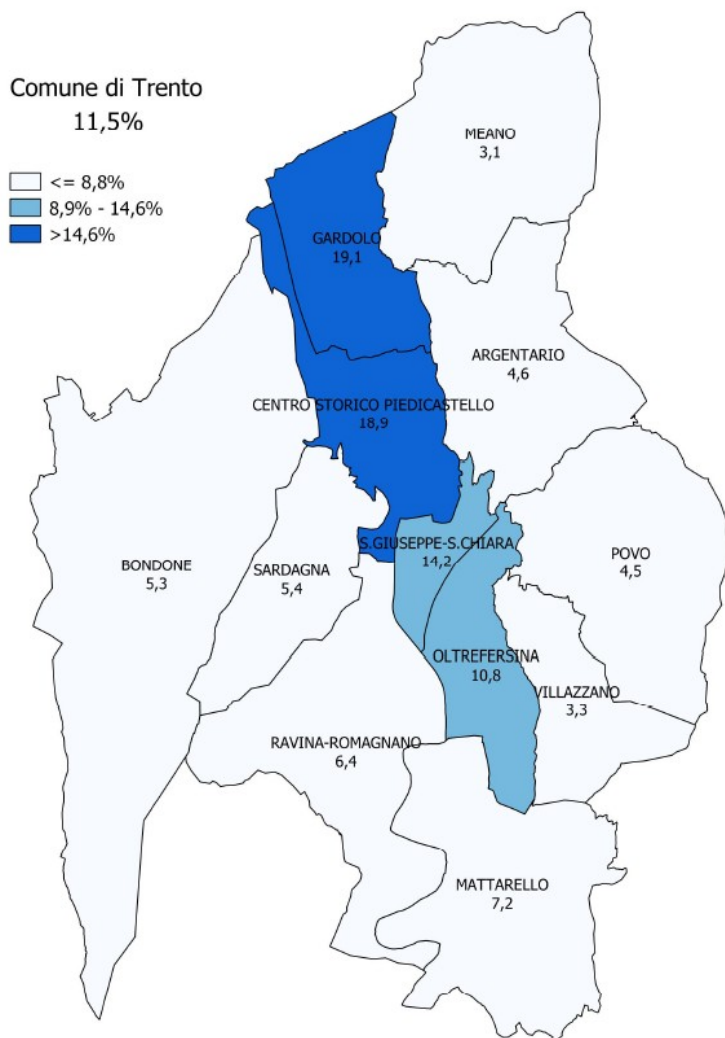 Comune di Trento
11,5%
<= 8,8%
8,9% - 14,6%
>14,6%
MEANO
3,1
GARDOLO
19,1
ARGENTARIO
4,6
CENTRO STORICO PIEDICASTELLO
18,9
S.GIUSEPPE-S.CHIARA
14,2
POVO
4,5
BONDONE
5,3
SARDAGNA
5,4
OLTREFERSINA
10,8
VILLAZZANO
3,3
RAVINA-ROMAGNANO
6,4
MATTARELLO
7,2